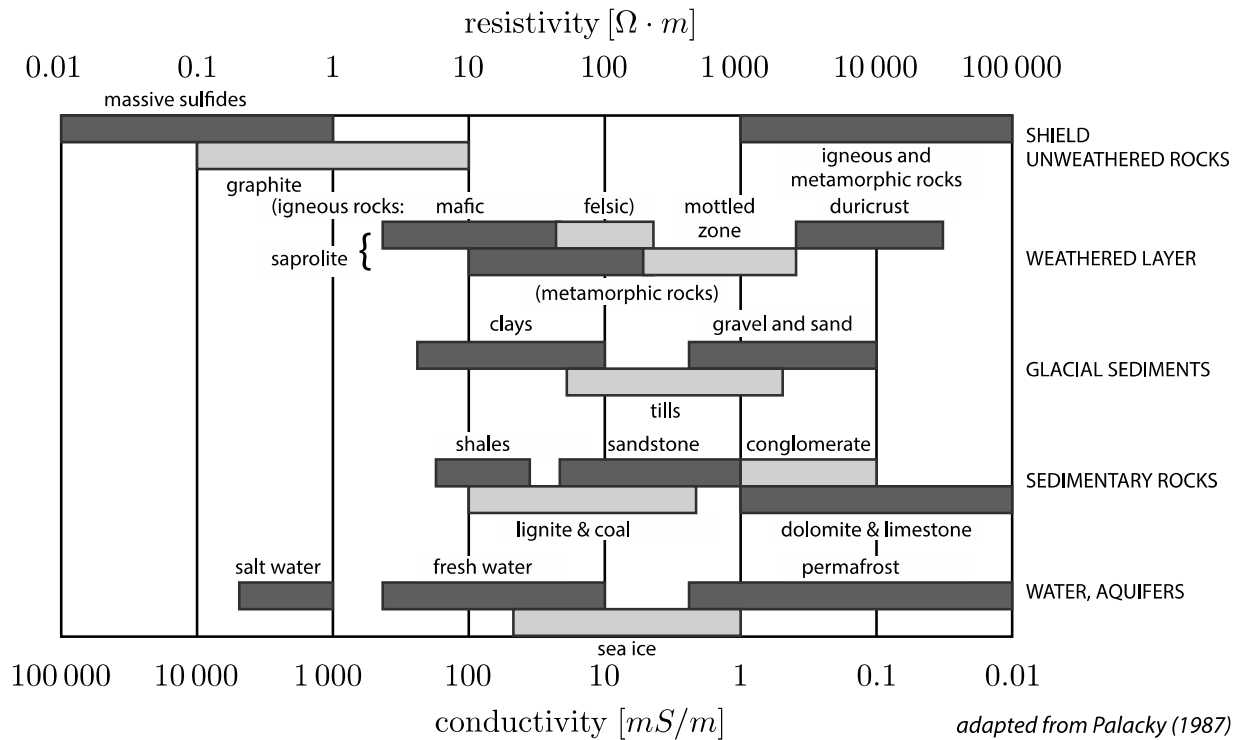 resistivity [Ω · m]
0.01 0.1 1 10 100 1 000 10 000 100 000
massive sulfides
SHIELD
UNWEATHERED ROCKS
igneous and
metamorphic rocks
graphite
(igneous rocks: mafic felsic) mottled
zone
duricrust
saprolite {
WEATHERED LAYER
(metamorphic rocks)
clays gravel and sand
GLACIAL SEDIMENTS
tills
shales sandstone conglomerate
SEDIMENTARY ROCKS
lignite & coal dolomite & limestone
salt water fresh water permafrost
WATER, AQUIFERS
sea ice
100 000 10 000 1 000 100 10 1 0.1 0.01
conductivity [mS/m]
adapted from Palacky (1987)